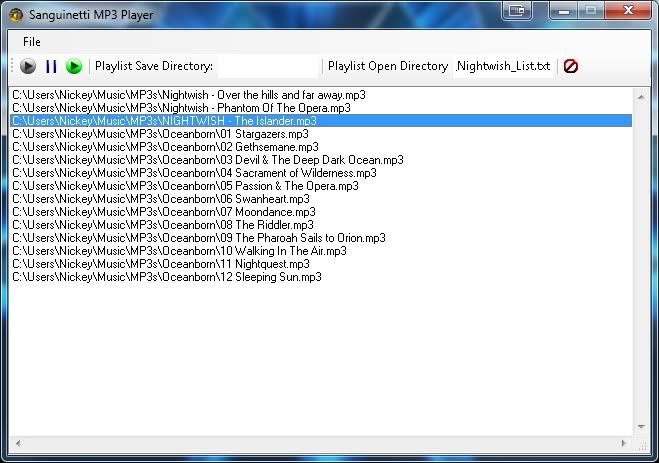 Sanguinetti MP3 Player
File
Playlist Save Directory: Playlist Open Directory .Nightwish_List.txt
C:\Users\Nickey\Music\MP3s\Nightwish - Over the hills and far away.mp3
C:\Users\Nickey\Music\MP3s\Nightwish - Phantom Of The Opera.mp3
C:\Users\Nickey\Music\MP3s\NIGHTWISH - The Islander.mp3
C:\Users\Nickey\Music\MP3s\Oceanborn\01 Stargazers.mp3
C:\Users\Nickey\Music\MP3s\Oceanborn\02 Gethsemane.mp3
C:\Users\Nickey\Music\MP3s\Oceanborn\03 Devil & The Deep Dark Ocean.mp3
C:\Users\Nickey\Music\MP3s\Oceanborn\04 Sacrament of Wilderness.mp3
C:\Users\Nickey\Music\MP3s\Oceanborn\05 Passion & The Opera.mp3
C:\Users\Nickey\Music\MP3s\Oceanborn\06 Swanheart.mp3
C:\Users\Nickey\Music\MP3s\Oceanborn\07 Moondance.mp3
C:\Users\Nickey\Music\MP3s\Oceanborn\08 The Riddler.mp3
C:\Users\Nickey\Music\MP3s\Oceanborn\09 The Pharoah Sails to Orion.mp3
C:\Users\Nickey\Music\MP3s\Oceanborn\10 Walking In The Air.mp3
C:\Users\Nickey\Music\MP3s\Oceanborn\11 Nightquest.mp3
C:\Users\Nickey\Music\MP3s\Oceanborn\12 Sleeping Sun.mp3